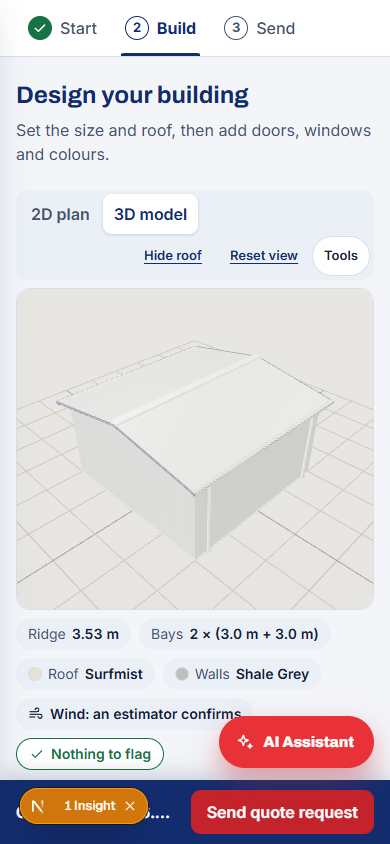 Start 2 Build 3 Send
Design your building
Set the size and roof, then add doors, windows
and colours.
2D plan 3D model
Hide roof Reset view Tools
Ridge 3.53 m Bays 2 × (3.0 m + 3.0 m)
Roof Surfmist Walls Shale Grey
Wind: an estimator confirms
Nothing to flag
AI Assistant
N 1 Insight Send quote request